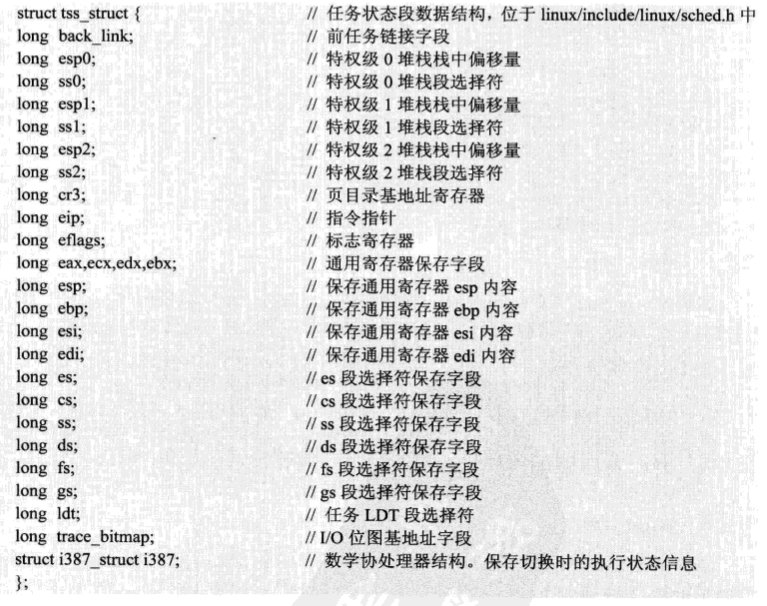 struct tss_struct { // 任务状态段数据结构，位于 linux/include/linux/sched.h 中
long back_link; // 前任务链接字段
long esp0; // 特权级 0 堆栈栈中偏移量
long ss0; // 特权级 0 堆栈段选择符
long esp1; // 特权级 1 堆栈栈中偏移量
long ss1; // 特权级 1 堆栈段选择符
long esp2; // 特权级 2 堆栈栈中偏移量
long ss2; // 特权级 2 堆栈段选择符
long cr3; // 页目录基地址寄存器
long eip; // 指令指针
long eflags; // 标志寄存器
long eax,ecx,edx,ebx; // 通用寄存器保存字段
long esp; // 保存通用寄存器 esp 内容
long ebp; // 保存通用寄存器 ebp 内容
long esi; // 保存通用寄存器 esi 内容
long edi; // 保存通用寄存器 edi 内容
long es; // es 段选择符保存字段
long cs; // cs 段选择符保存字段
long ss; // ss 段选择符保存字段
long ds; // ds 段选择符保存字段
long fs; // fs 段选择符保存字段
long gs; // gs 段选择符保存字段
long ldt; // 任务 LDT 段选择符
long trace_bitmap; // I/O 位图基地址字段
struct i387_struct i387; // 数学协处理器结构。保存切换时的执行状态信息
};